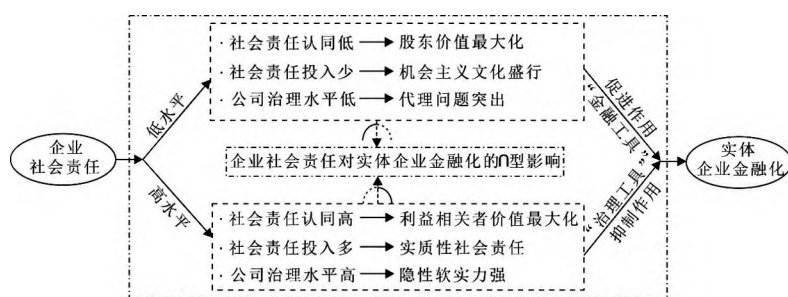 企业
社会责任
低水平
高水平
·社会责任认同低 股东价值最大化
·社会责任投入少 机会主义文化盛行
·公司治理水平低 代理问题突出
企业社会责任对实体企业金融化的∩型影响
·社会责任认同高 利益相关者价值最大化
·社会责任投入多 实质性社会责任
·公司治理水平高 隐性软实力强
促进作用
“金融工具”
“治理工具”
抑制作用
实体
企业金融化